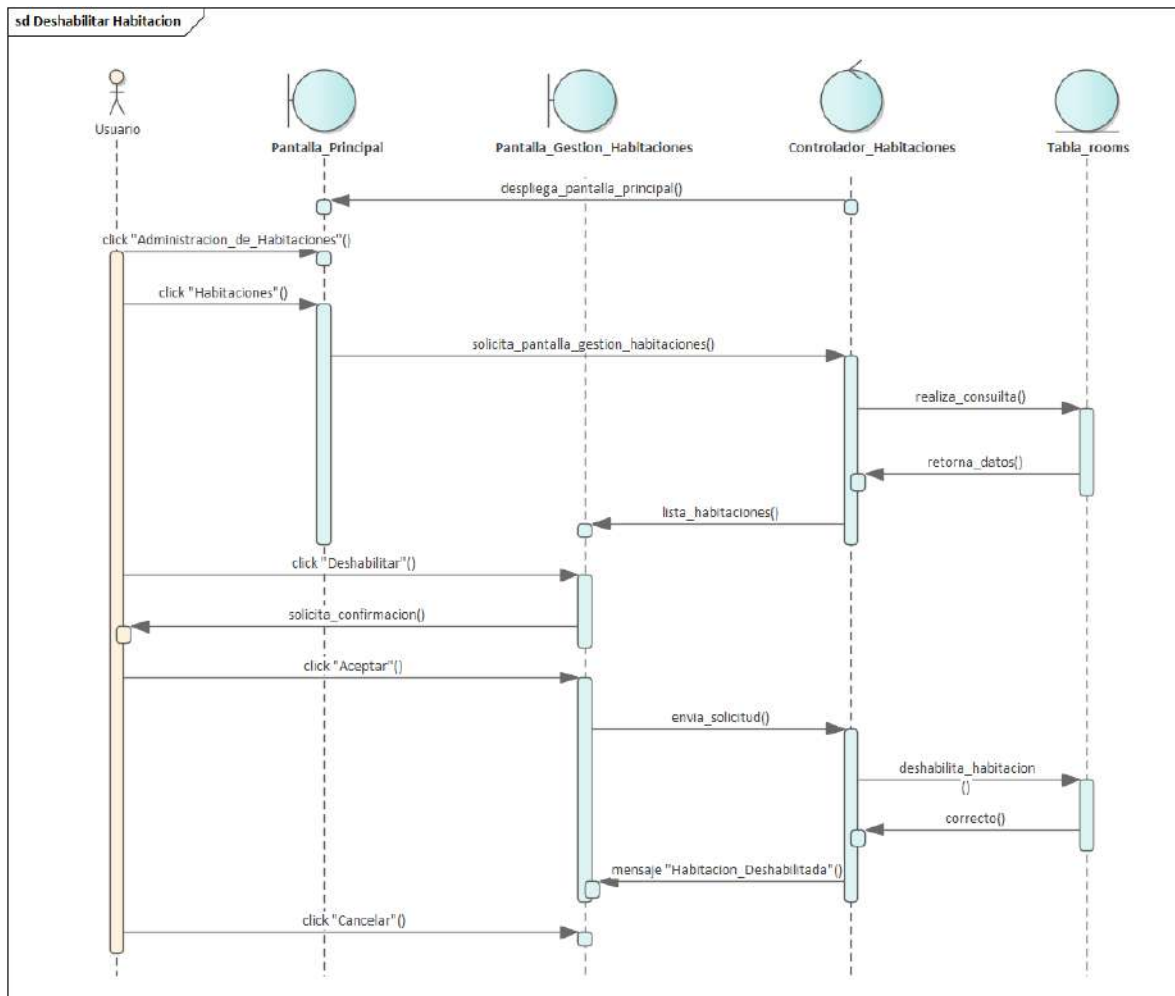 sd Deshabilitar Habitacion
Usuario
Pantalla_Principal
Pantalla_Gestion_Habitaciones
Controlador_Habitaciones
Tabla_rooms
despliega_pantalla_principal()
click "Administracion_de_Habitaciones"()
click "Habitaciones"()
solicita_pantalla_gestion_habitaciones()
realiza_consuilta()
retorna_datos()
lista_habitaciones()
click "Deshabilitar"()
solicita_confirmacion()
click "Aceptar"()
envia_solicitud()
deshabilita_habitacion
()
correcto()
mensaje "Habitacion_Deshabilitada"()
click "Cancelar"()